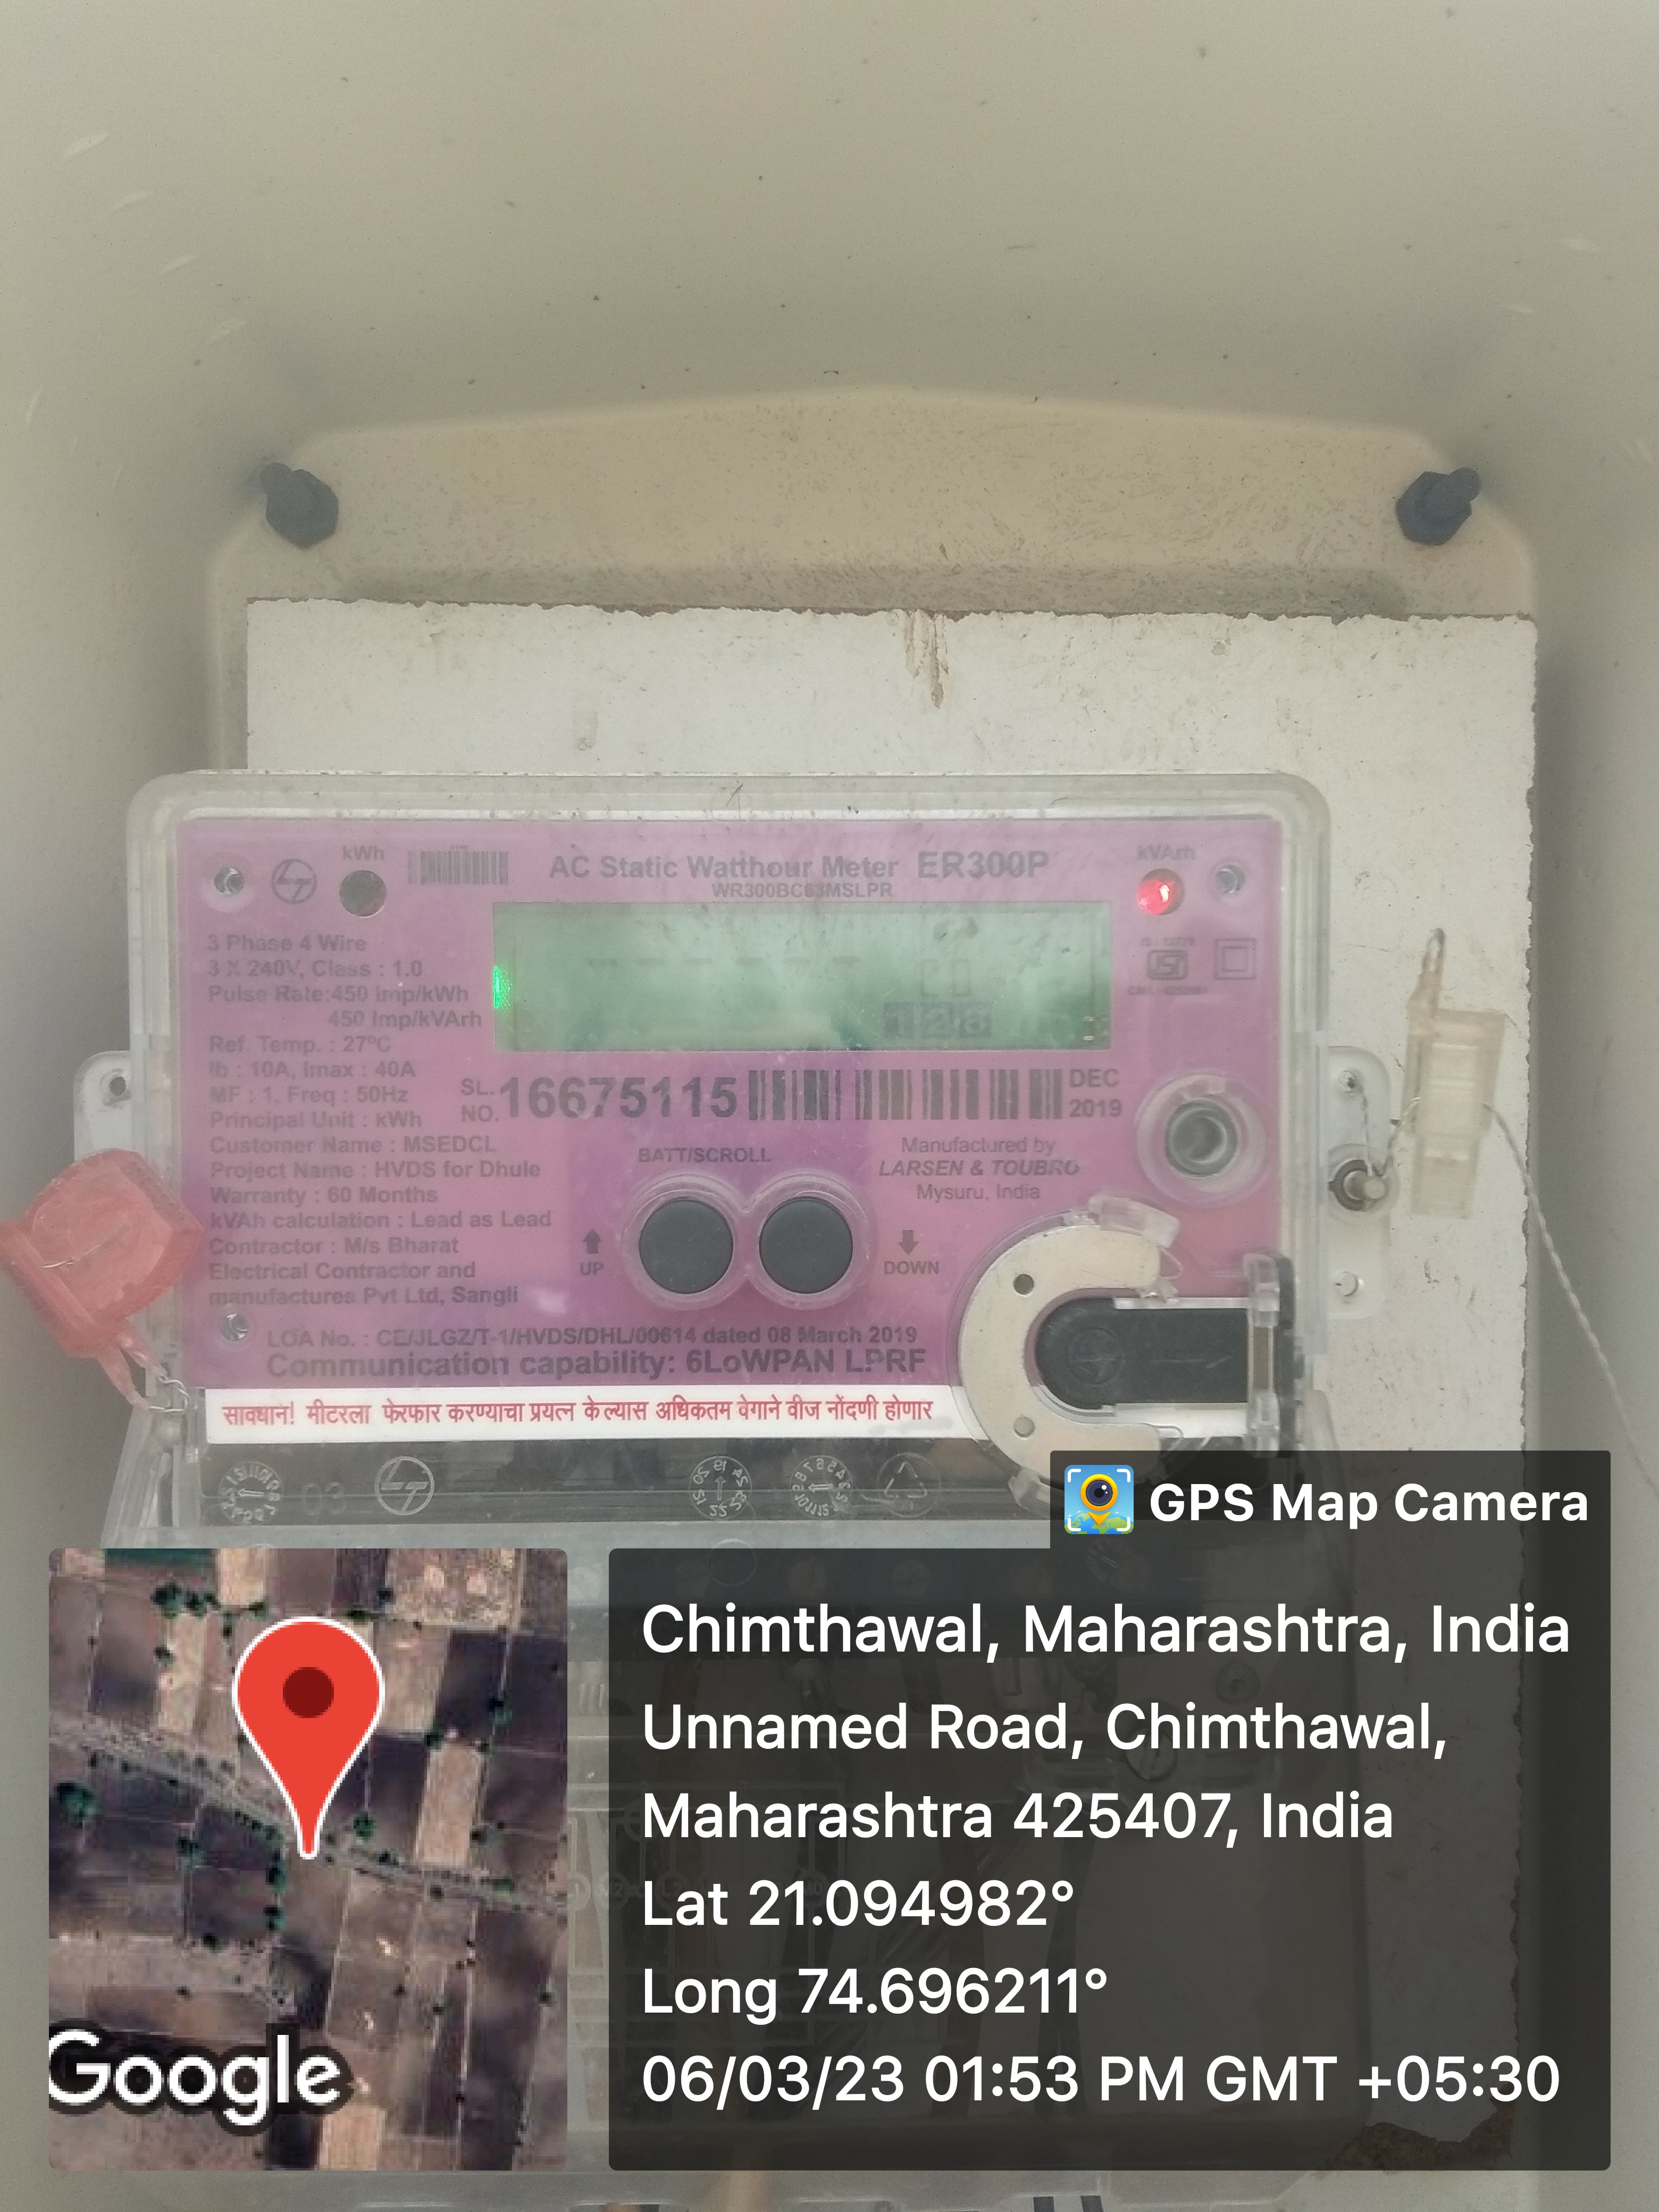 kWh
AC Static Watthour Meter ER300P
WR300BC63MSLPR
kVArh
3 Phase 4 Wire
3 X 240V, Class : 1.0
Pulse Rate:450 Imp/kWh
450 Imp/kVArh
Ref. Temp. : 27°C
Ib : 10A, Imax : 40A
MF : 1, Freq : 50Hz
Principal Unit : kWh
Customer Name : MSEDCL
Project Name : HVDS for Dhule
Warranty : 60 Months
kVAh calculation : Lead as Lead
Contractor : M/s Bharat
Electrical Contractor and
manufactures Pvt Ltd, Sangli
123
SL. NO. 16675115
DEC 2019
BATT/SCROLL
UP
DOWN
Manufactured by
LARSEN & TOUBRO
Mysuru, India
LOA No. : CE/JLGZ/T-1/HVDS/DHL/00614 dated 08 March 2019
Communication capability: 6LoWPAN LPRF
सावधान! मीटरला फेरफार करण्याचा प्रयत्न केल्यास अधिकतम वेगाने वीज नोंदणी होणार
03
GPS Map Camera
Chimthawal, Maharashtra, India
Unnamed Road, Chimthawal,
Maharashtra 425407, India
Lat 21.094982°
Long 74.696211°
06/03/23 01:53 PM GMT +05:30
Google